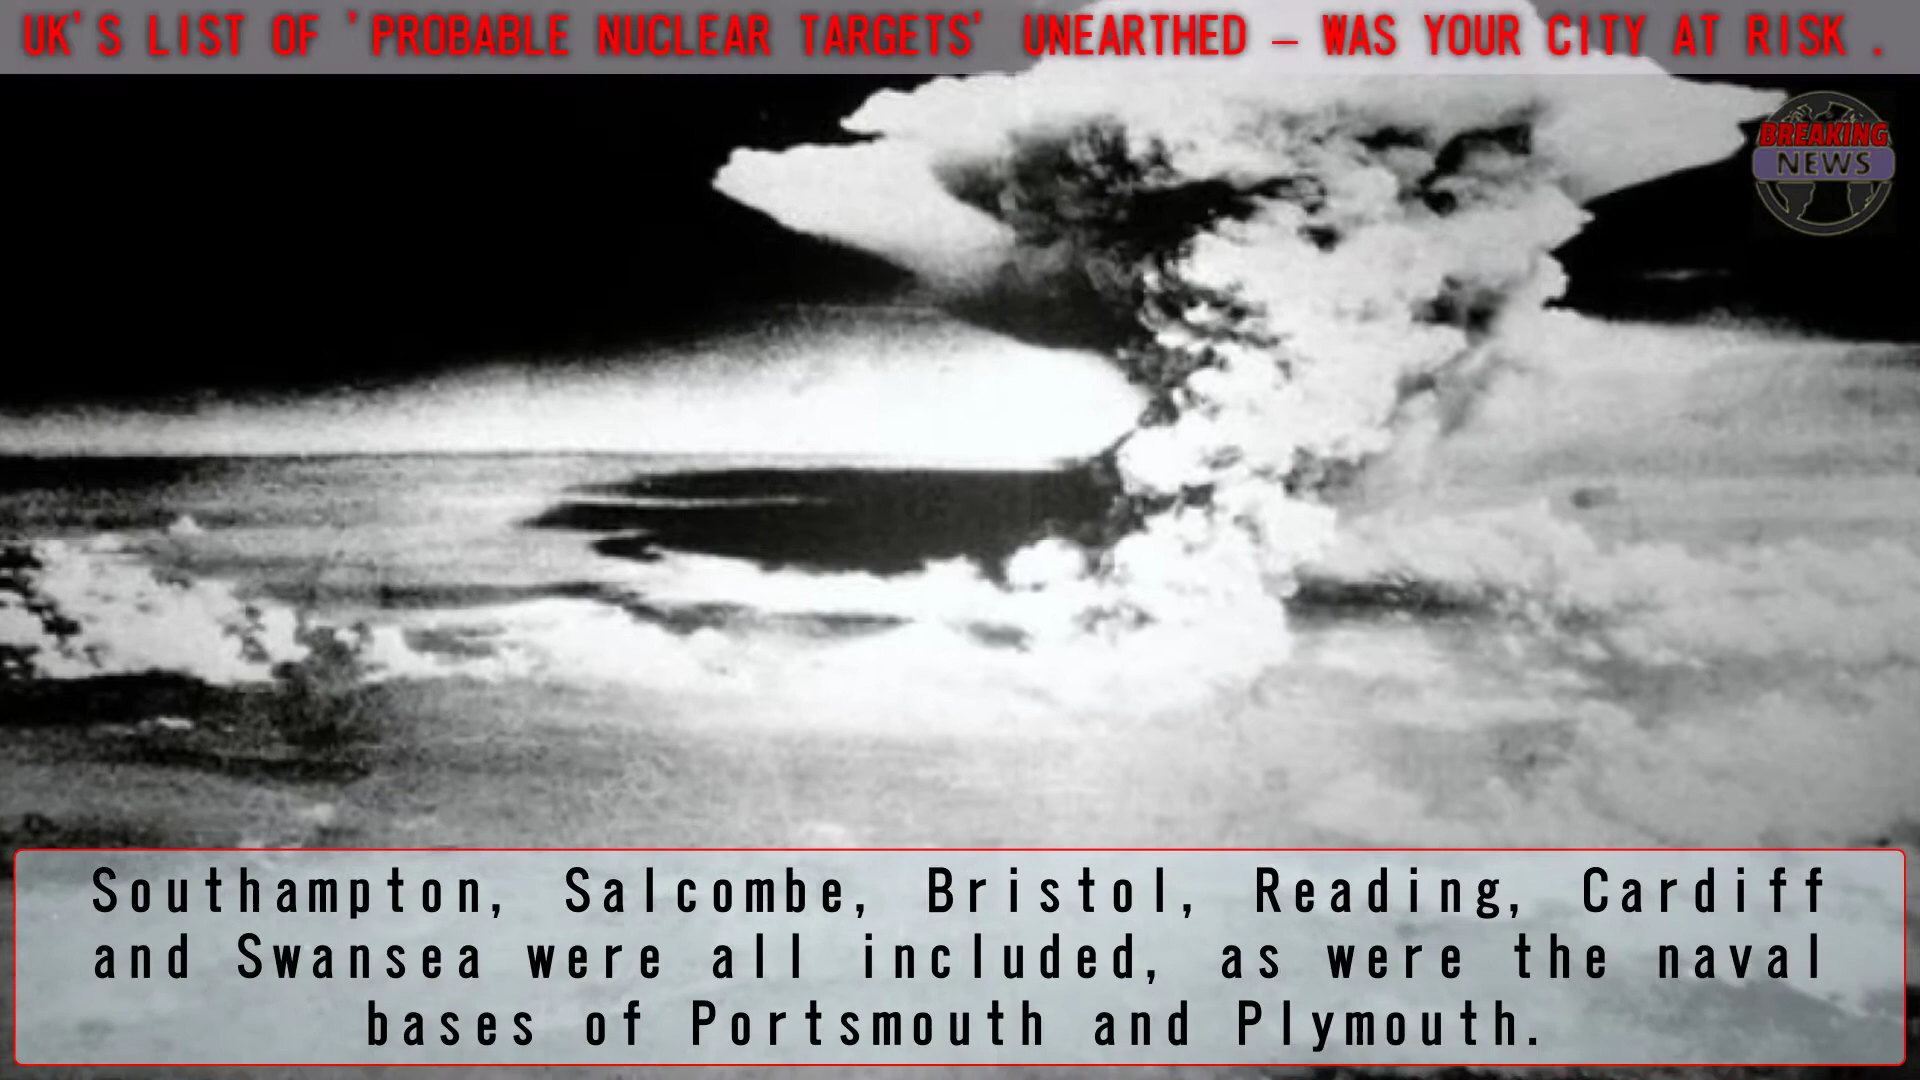 UK'S LIST OF 'PROBABLE NUCLEAR TARGETS' UNEARTHED – WAS YOUR CITY AT RISK .
BREAKING
NEWS
Southampton, Salcombe, Bristol, Reading, Cardiff
and Swansea were all included, as were the naval
bases of Portsmouth and Plymouth.